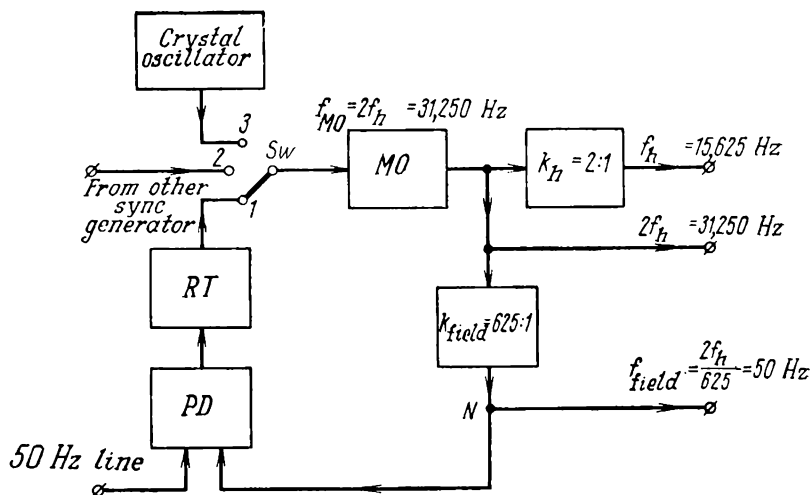 Crystal
oscillator
3
2
Sw
1
From other
sync
generator
f_MO = 2f_h = 31,250 Hz
MO
k_h = 2:1
f_h = 15,625 Hz
2f_h = 31,250 Hz
RT
k_field = 625:1
PD
N
f_field = 2f_h/625 = 50 Hz
50 Hz line